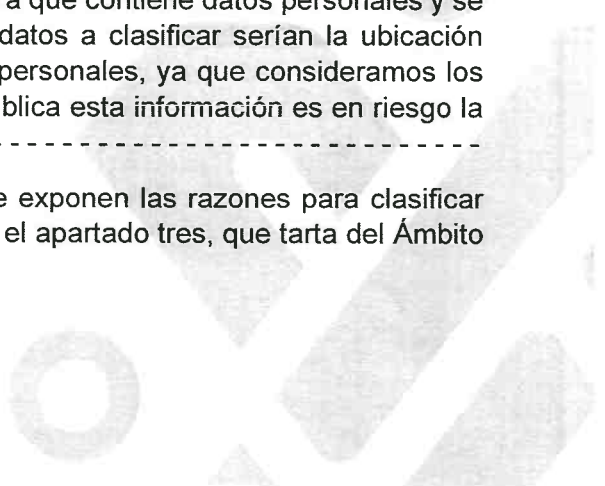 a que contiene datos personales y se
datos a clasificar serían la ubicación
personales, ya que consideramos los
blica esta información es en riesgo la
- - - - - - - - - - - - - - - - - - - - - - - - - - - - - -
e exponen las razones para clasificar
el apartado tres, que tarta del Ámbito